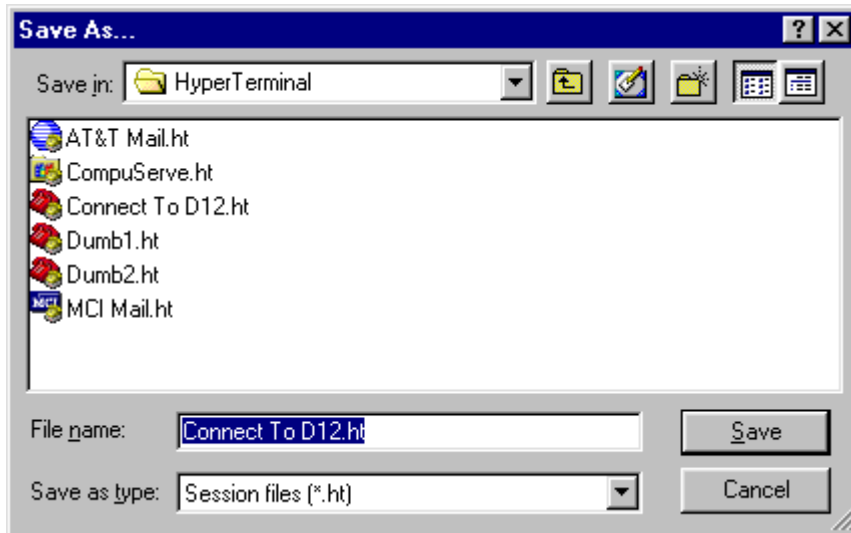 Save As...
Save in: HyperTerminal
AT&T Mail.ht
CompuServe.ht
Connect To D12.ht
Dumb1.ht
Dumb2.ht
MCI MCI Mail.ht
File name: Connect To D12.ht Save
Save as type: Session files (*.ht) Cancel